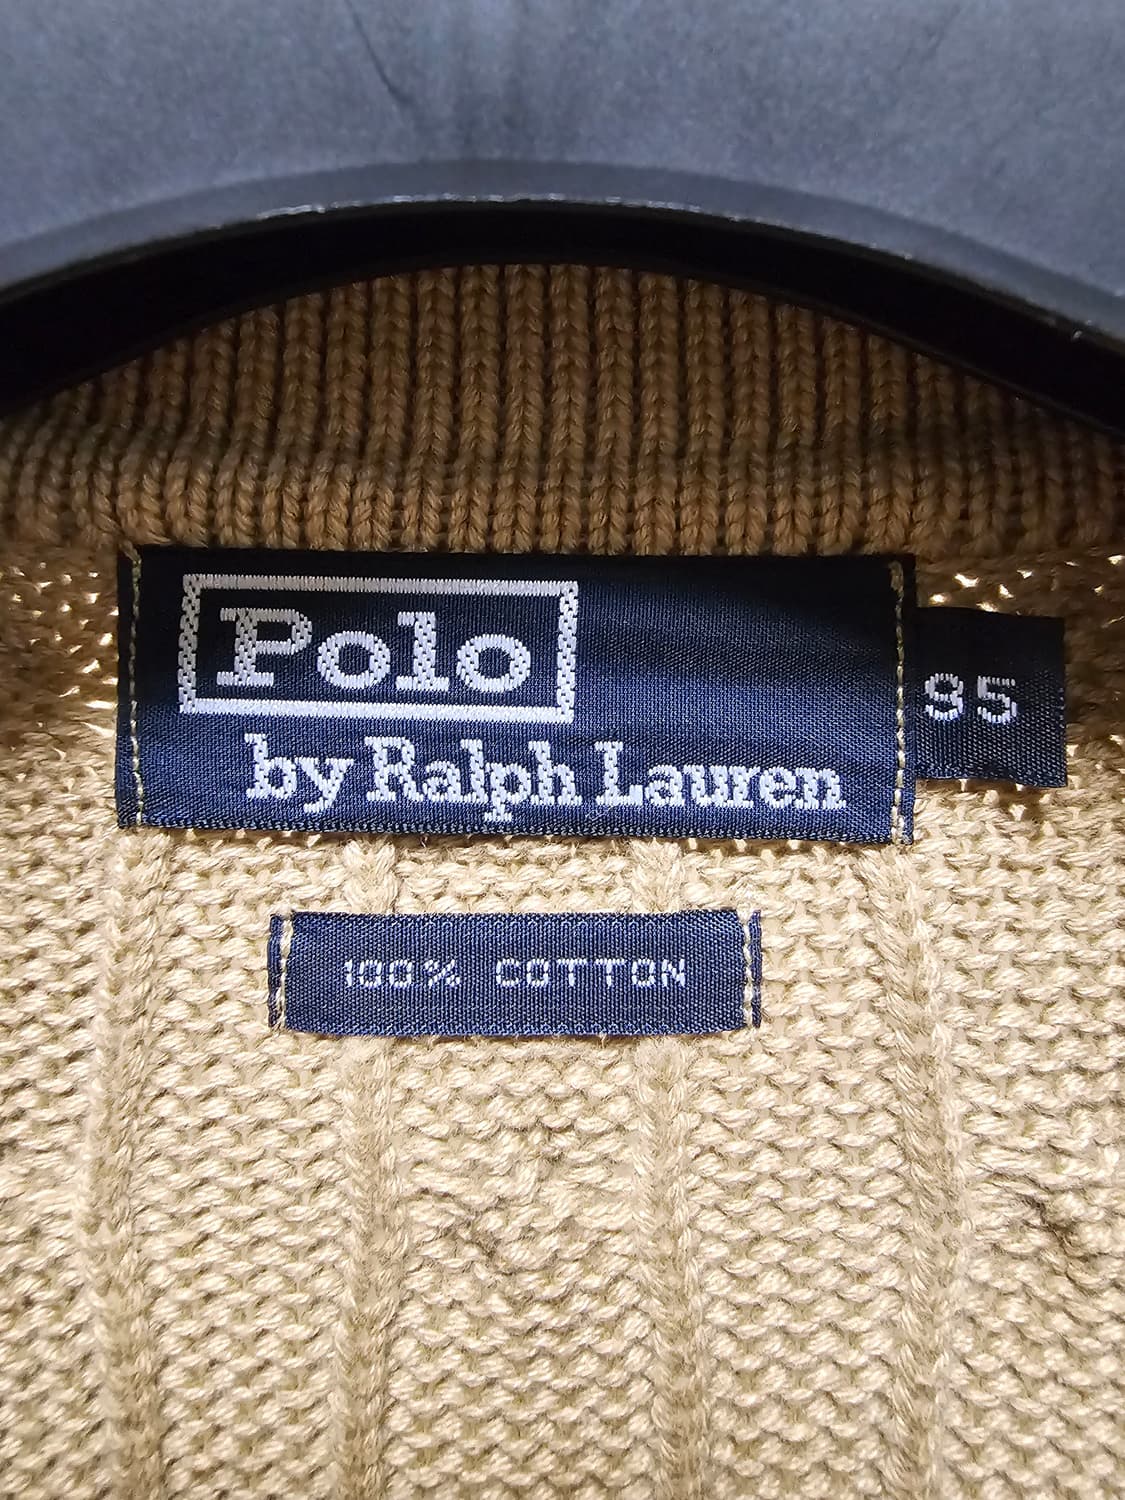 Polo
by Ralph Lauren
95
100% COTTON